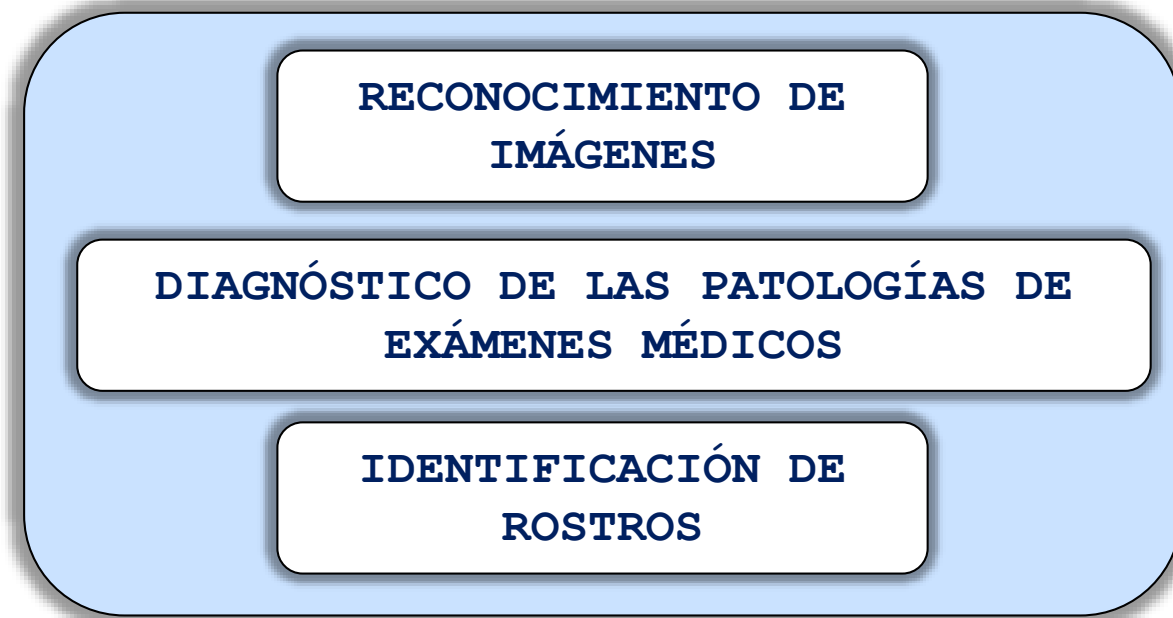 RECONOCIMIENTO DE
IMÁGENES
DIAGNÓSTICO DE LAS PATOLOGÍAS DE
EXÁMENES MÉDICOS
IDENTIFICACIÓN DE
ROSTROS